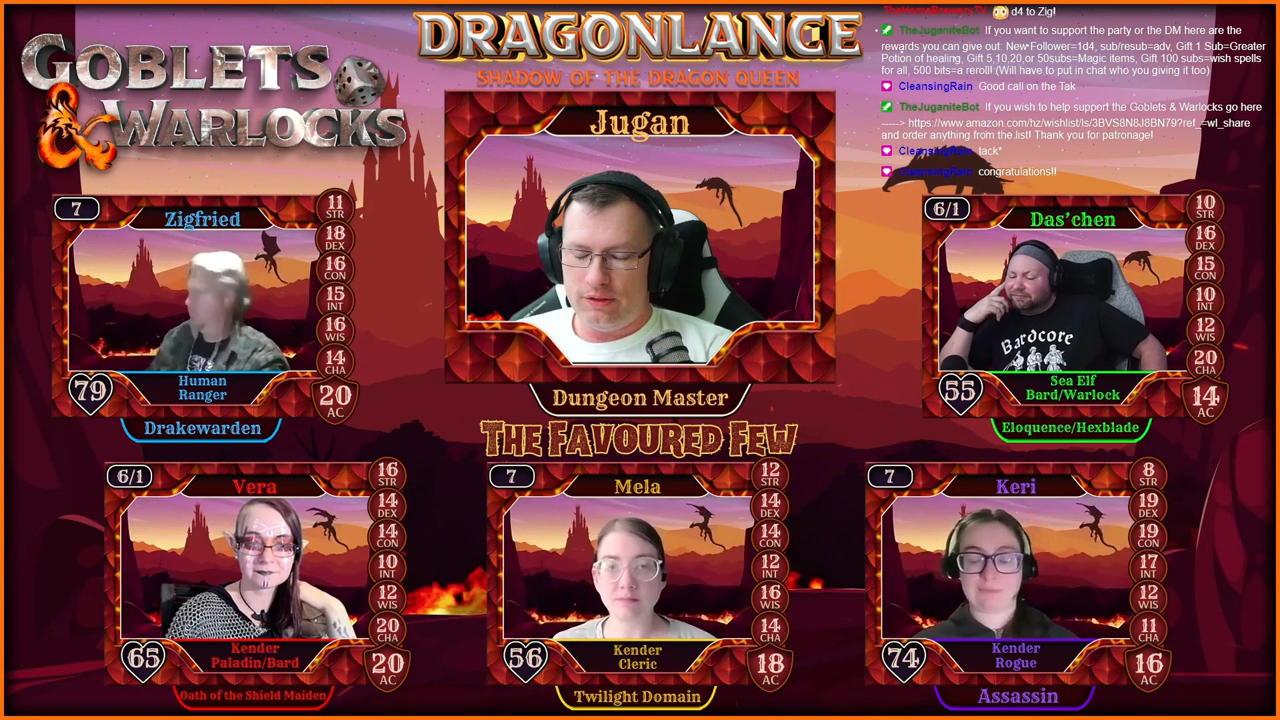 GOBLETS
& WARLOCKS
DRAGONLANCE
SHADOW OF THE DRAGON QUEEN
TheHomeBreweryTV d4 to Zig!
TheJuganiteBot If you want to support the party or the DM here are the
rewards you can give out: New Follower=1d4, sub/resub=adv, Gift 1 Sub=Greater
Potion of healing, Gift 5,10,20,or 50subs=Magic items, Gift 100 subs=wish spells
for all, 500 bits=a reroll! (Will have to put in chat who you giving it too)
CleansingRain Good call on the Tak
TheJuganiteBot If you wish to help support the Goblets & Warlocks go here
-----> https://www.amazon.com/hz/wishlist/ls/3BVS8N8J8BN79?ref_=wl_share
and order anything from the list! Thank you for patronage!
CleansingRain tack*
CleansingRain congratulations!!
Jugan
Dungeon Master
7
Zigfried
11 STR
18 DEX
16 CON
15 INT
16 WIS
14 CHA
79
Human
Ranger
20 AC
Drakewarden
6/1
Das'chen
10 STR
16 DEX
15 CON
10 INT
12 WIS
20 CHA
Bardcore
55
Sea Elf
Bard/Warlock
14 AC
Eloquence/Hexblade
THE FAVOURED FEW
6/1
Vera
16 STR
14 DEX
14 CON
10 INT
12 WIS
20 CHA
65
Kender
Paladin/Bard
20 AC
Oath of the Shield Maiden
7
Mela
12 STR
14 DEX
14 CON
12 INT
16 WIS
14 CHA
56
Kender
Cleric
18 AC
Twilight Domain
7
Keri
8 STR
19 DEX
19 CON
17 INT
12 WIS
11 CHA
74
Kender
Rogue
16 AC
Assassin